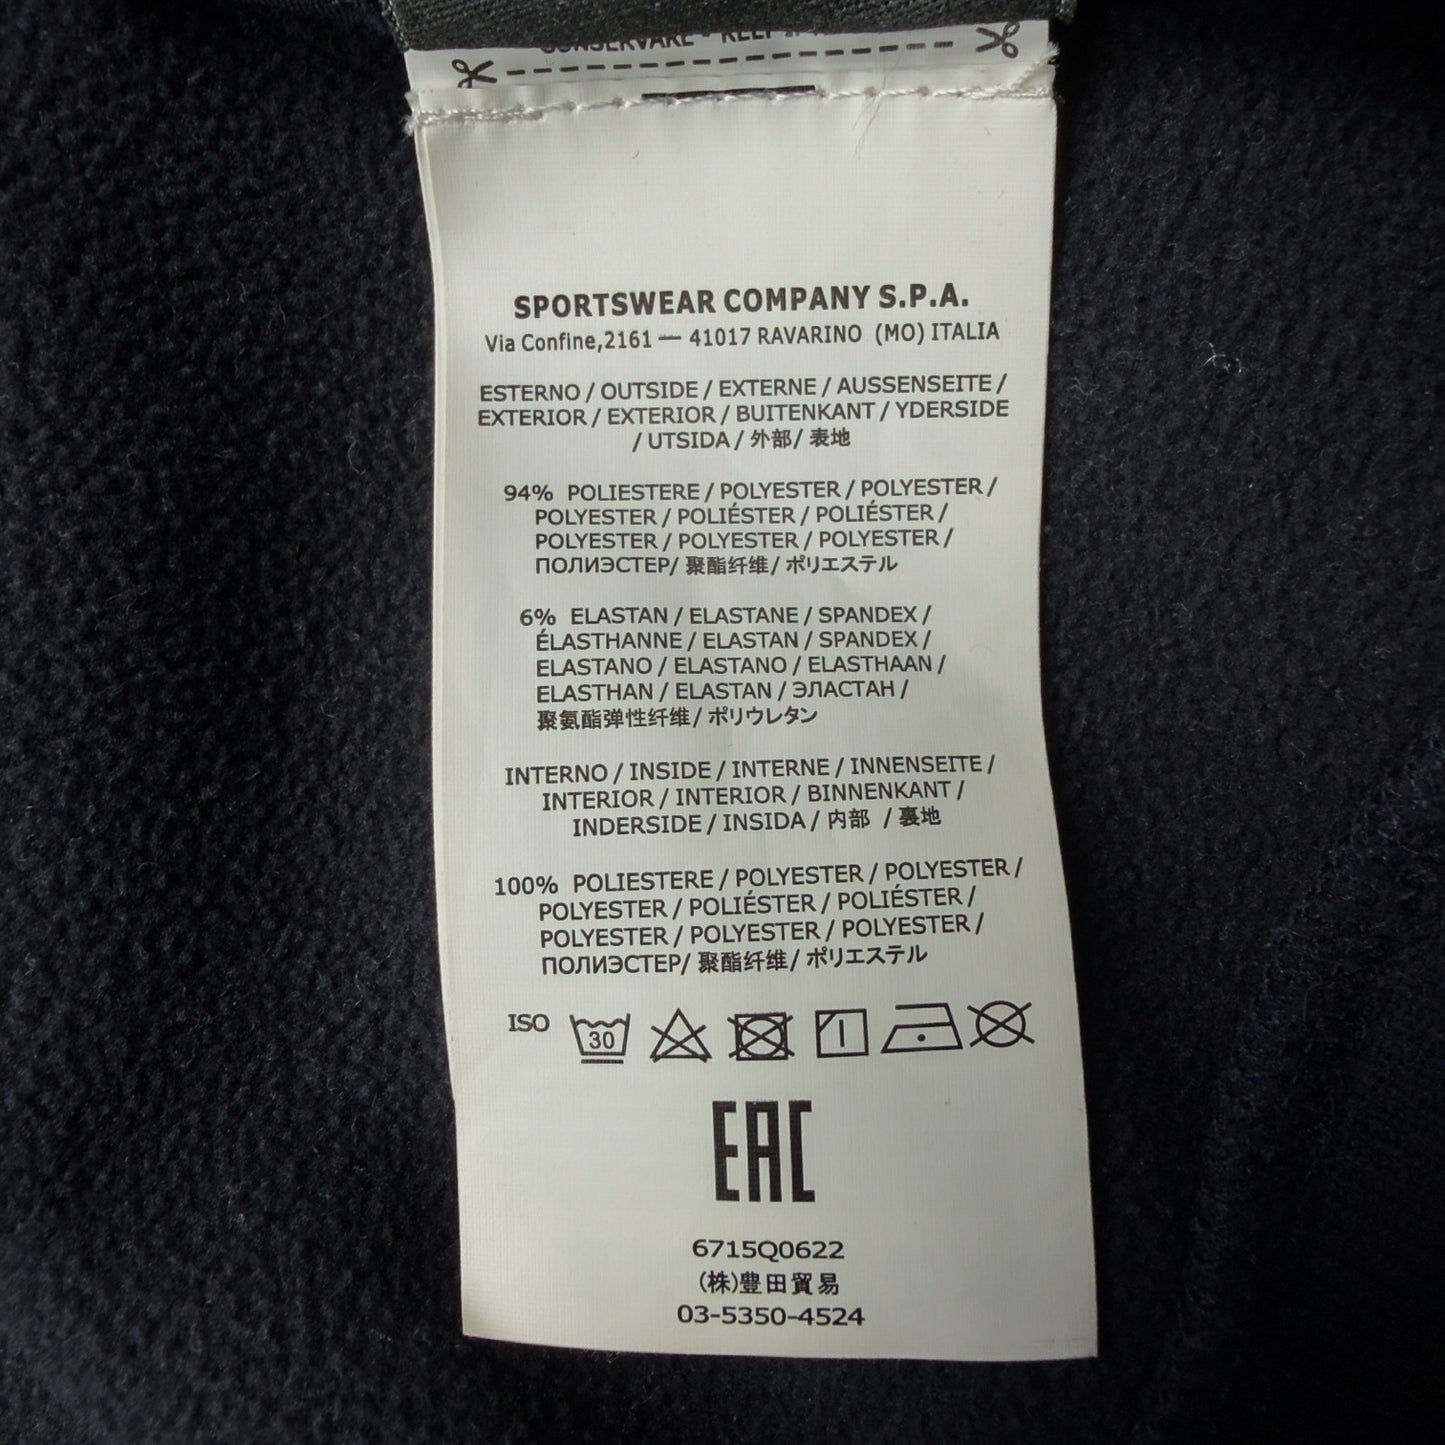 CONSERVARE - KEEP
SPORTSWEAR COMPANY S.P.A.
Via Confine,2161 — 41017 RAVARINO (MO) ITALIA
ESTERNO / OUTSIDE / EXTERNE / AUSSENSEITE /
EXTERIOR / EXTERIOR / BUITENKANT / YDERSIDE
/ UTSIDA / 外部/ 表地
94% POLIESTERE / POLYESTER / POLYESTER /
POLYESTER / POLIÉSTER / POLIÉSTER /
POLYESTER / POLYESTER / POLYESTER /
ПОЛИЭСТЕР/ 聚酯纤维/ ポリエステル
6% ELASTAN / ELASTANE / SPANDEX /
ÉLASTHANNE / ELASTAN / SPANDEX /
ELASTANO / ELASTANO / ELASTHAAN /
ELASTHAN / ELASTAN / ЭЛАСТАН /
聚氨酯弹性纤维/ ポリウレタン
INTERNO / INSIDE / INTERNE / INNENSEITE /
INTERIOR / INTERIOR / BINNENKANT /
INDERSIDE / INSIDA / 内部 / 裏地
100% POLIESTERE / POLYESTER / POLYESTER /
POLYESTER / POLIÉSTER / POLIÉSTER /
POLYESTER / POLYESTER / POLYESTER /
ПОЛИЭСТЕР/ 聚酯纤维/ ポリエステル
ISO 30
EAC
6715Q0622
(株)豊田貿易
03-5350-4524